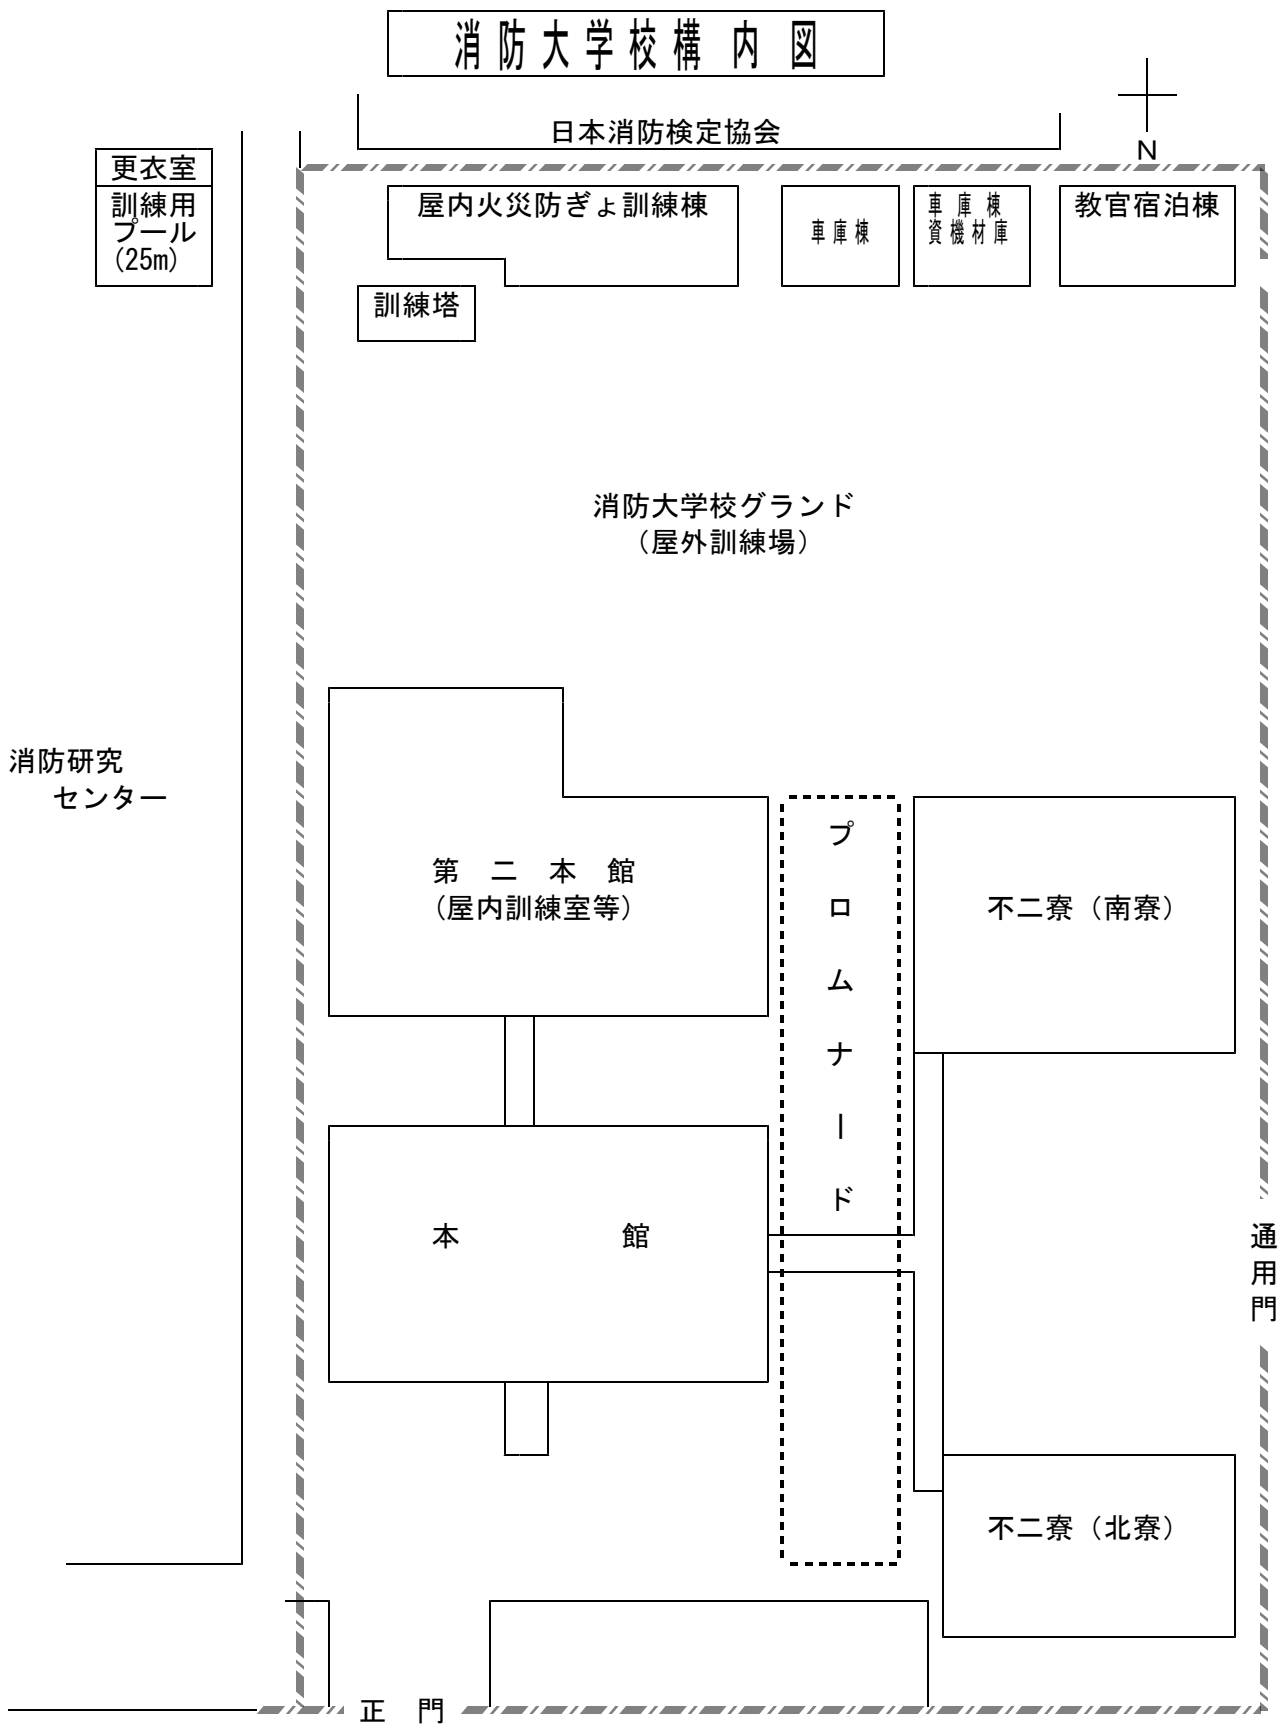 消防大学校構内図
日本消防検定協会
N
更衣室
訓練用
プール
(25m)
屋内火災防ぎょ訓練棟
車庫棟
車庫棟
資機材庫
教官宿泊棟
訓練塔
消防大学校グランド
（屋外訓練場）
消防研究
センター
第二本館
(屋内訓練室等)
プロムナード
不二寮（南寮）
本館
通用門
不二寮（北寮）
正門